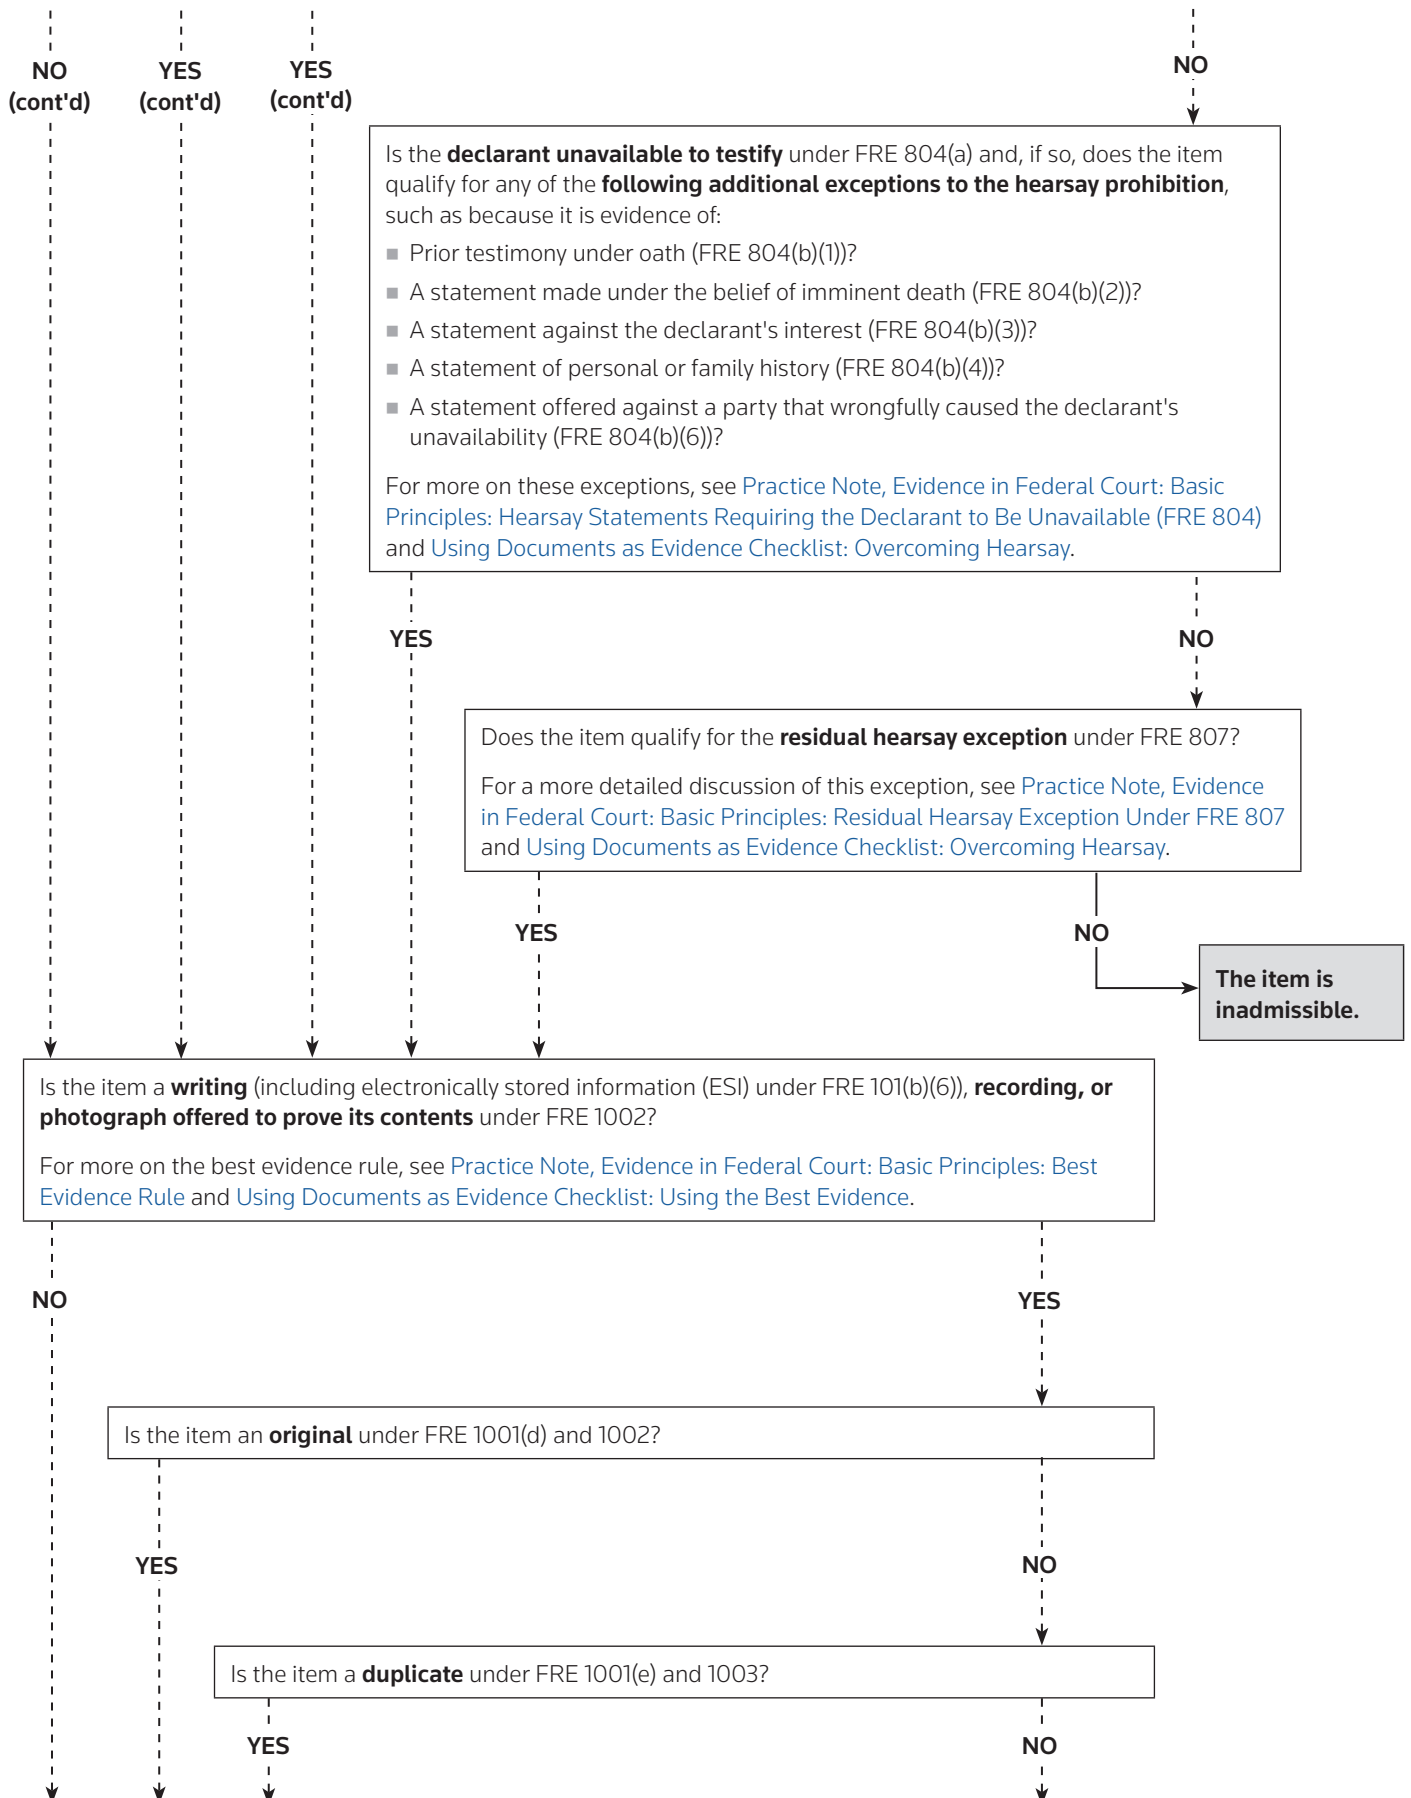 NO
(cont'd)
YES
(cont'd)
YES
(cont'd)
NO
Is the declarant unavailable to testify under FRE 804(a) and, if so, does the item
qualify for any of the following additional exceptions to the hearsay prohibition,
such as because it is evidence of:
■ Prior testimony under oath (FRE 804(b)(1))?
■ A statement made under the belief of imminent death (FRE 804(b)(2))?
■ A statement against the declarant's interest (FRE 804(b)(3))?
■ A statement of personal or family history (FRE 804(b)(4))?
■ A statement offered against a party that wrongfully caused the declarant's
unavailability (FRE 804(b)(6))?
For more on these exceptions, see Practice Note, Evidence in Federal Court: Basic
Principles: Hearsay Statements Requiring the Declarant to Be Unavailable (FRE 804)
and Using Documents as Evidence Checklist: Overcoming Hearsay.
YES
NO
Does the item qualify for the residual hearsay exception under FRE 807?
For a more detailed discussion of this exception, see Practice Note, Evidence
in Federal Court: Basic Principles: Residual Hearsay Exception Under FRE 807
and Using Documents as Evidence Checklist: Overcoming Hearsay.
YES
NO
The item is
inadmissible.
Is the item a writing (including electronically stored information (ESI) under FRE 101(b)(6)), recording, or
photograph offered to prove its contents under FRE 1002?
For more on the best evidence rule, see Practice Note, Evidence in Federal Court: Basic Principles: Best
Evidence Rule and Using Documents as Evidence Checklist: Using the Best Evidence.
NO
YES
Is the item an original under FRE 1001(d) and 1002?
YES
NO
Is the item a duplicate under FRE 1001(e) and 1003?
YES
NO